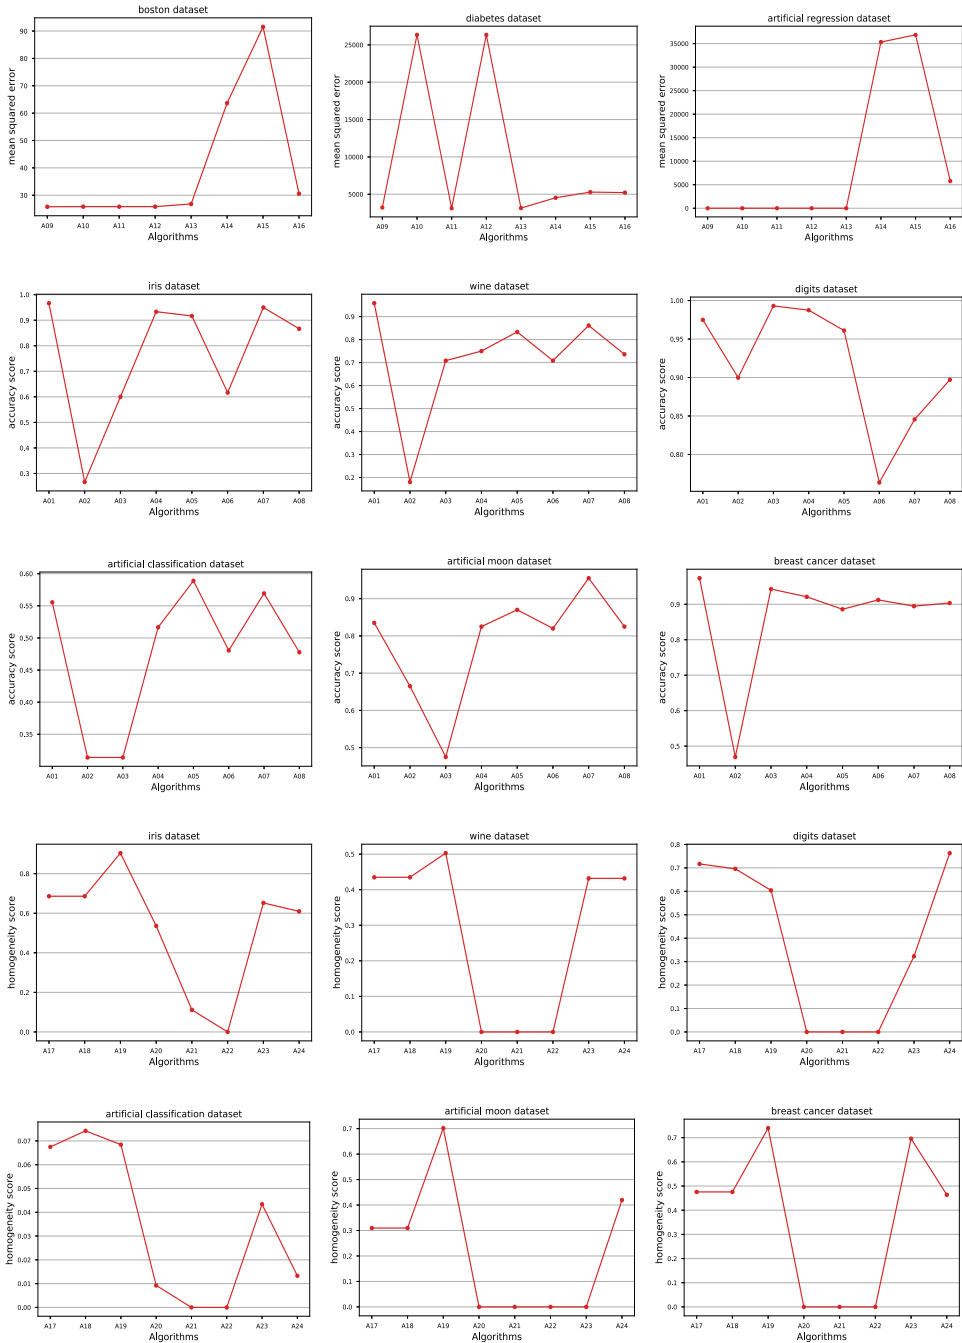 boston dataset
90
80
70
60
50
40
30
mean squared error
A09 A10 A11 A12 A13 A14 A15 A16
Algorithms
diabetes dataset
25000
20000
15000
10000
5000
mean squared error
A09 A10 A11 A12 A13 A14 A15 A16
Algorithms
artificial regression dataset
35000
30000
25000
20000
15000
10000
5000
0
mean squared error
A09 A10 A11 A12 A13 A14 A15 A16
Algorithms
iris dataset
1.0
0.9
0.8
0.7
0.6
0.5
0.4
0.3
accuracy score
A01 A02 A03 A04 A05 A06 A07 A08
Algorithms
wine dataset
0.9
0.8
0.7
0.6
0.5
0.4
0.3
0.2
accuracy score
A01 A02 A03 A04 A05 A06 A07 A08
Algorithms
digits dataset
1.00
0.95
0.90
0.85
0.80
accuracy score
A01 A02 A03 A04 A05 A06 A07 A08
Algorithms
artificial classification dataset
0.60
0.55
0.50
0.45
0.40
0.35
accuracy score
A01 A02 A03 A04 A05 A06 A07 A08
Algorithms
artificial moon dataset
0.9
0.8
0.7
0.6
0.5
accuracy score
A01 A02 A03 A04 A05 A06 A07 A08
Algorithms
breast cancer dataset
0.9
0.8
0.7
0.6
0.5
accuracy score
A01 A02 A03 A04 A05 A06 A07 A08
Algorithms
iris dataset
0.8
0.6
0.4
0.2
0.0
homogeneity score
A17 A18 A19 A20 A21 A22 A23 A24
Algorithms
wine dataset
0.5
0.4
0.3
0.2
0.1
0.0
homogeneity score
A17 A18 A19 A20 A21 A22 A23 A24
Algorithms
digits dataset
0.8
0.7
0.6
0.5
0.4
0.3
0.2
0.1
0.0
homogeneity score
A17 A18 A19 A20 A21 A22 A23 A24
Algorithms
artificial classification dataset
0.07
0.06
0.05
0.04
0.03
0.02
0.01
0.00
homogeneity score
A17 A18 A19 A20 A21 A22 A23 A24
Algorithms
artificial moon dataset
0.7
0.6
0.5
0.4
0.3
0.2
0.1
0.0
homogeneity score
A17 A18 A19 A20 A21 A22 A23 A24
Algorithms
breast cancer dataset
0.7
0.6
0.5
0.4
0.3
0.2
0.1
0.0
homogeneity score
A17 A18 A19 A20 A21 A22 A23 A24
Algorithms